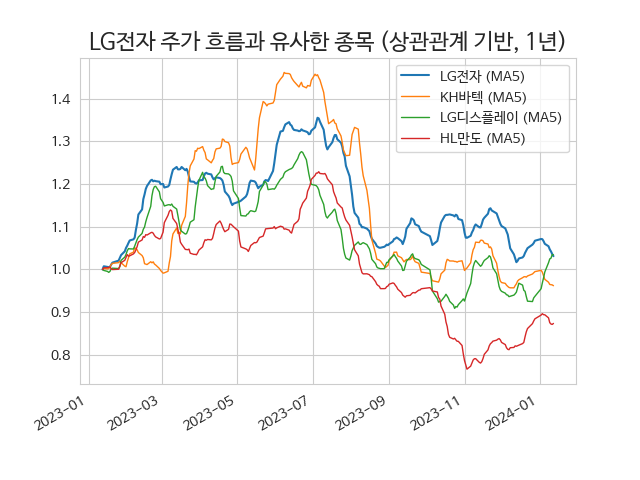 LG전자 주가 흐름과 유사한 종목 (상관관계 기반, 1년)
LG전자 (MA5)
KH바텍 (MA5)
LG디스플레이 (MA5)
HL만도 (MA5)
1.4
1.3
1.2
1.1
1.0
0.9
0.8
2023-01
2023-03
2023-05
2023-07
2023-09
2023-11
2024-01